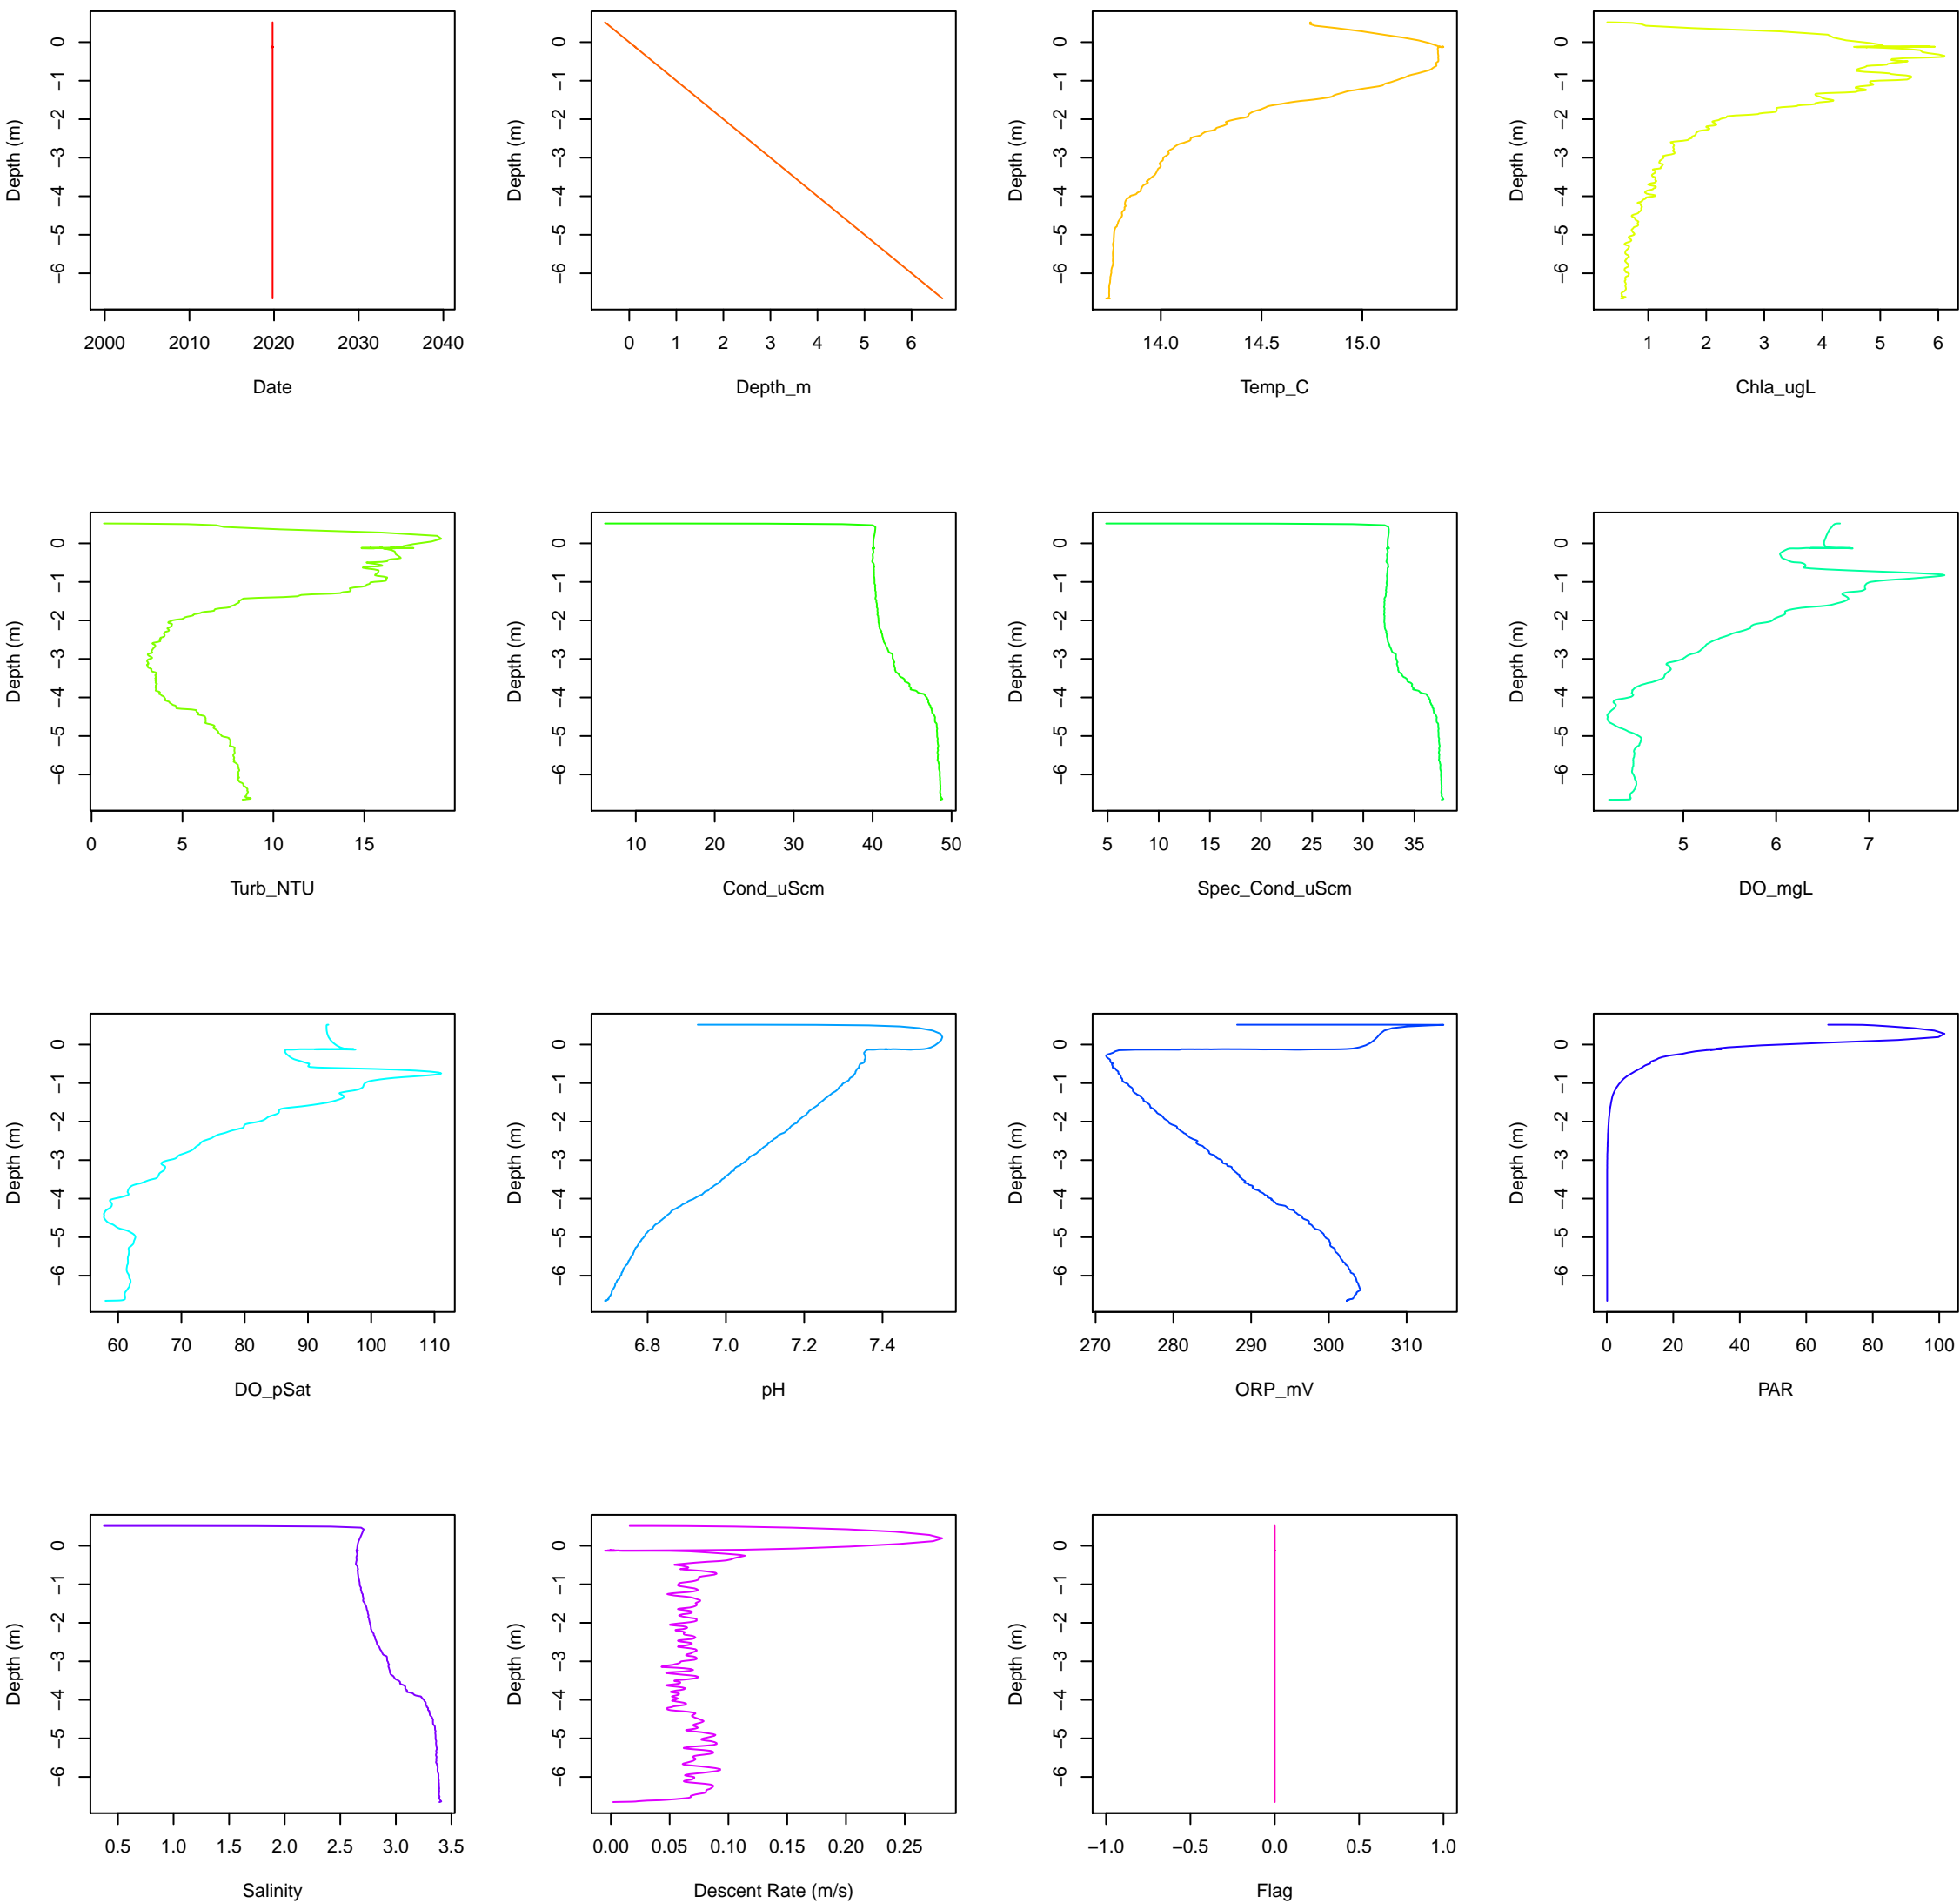 0 0 0 0
−1 −1 −1 −1
−2 −2 −2 −2
Depth (m) Depth (m) Depth (m) Depth (m)
−3 −3 −3 −3
−4 −4 −4 −4
−5 −5 −5 −5
−6 −6 −6 −6
2000 2010 2020 2030 2040 0 1 2 3 4 5 6 14.0 14.5 15.0 1 2 3 4 5 6
Date Depth_m Temp_C Chla_ugL
0 0 0 0
−1 −1 −1 −1
−2 −2 −2 −2
Depth (m) Depth (m) Depth (m) Depth (m)
−3 −3 −3 −3
−4 −4 −4 −4
−5 −5 −5 −5
−6 −6 −6 −6
0 5 10 15 10 20 30 40 50 5 10 15 20 25 30 35 5 6 7
Turb_NTU Cond_uScm Spec_Cond_uScm DO_mgL
0 0 0 0
−1 −1 −1 −1
−2 −2 −2 −2
Depth (m) Depth (m) Depth (m) Depth (m)
−3 −3 −3 −3
−4 −4 −4 −4
−5 −5 −5 −5
−6 −6 −6 −6
60 70 80 90 100 110 6.8 7.0 7.2 7.4 270 280 290 300 310 0 20 40 60 80 100
DO_pSat pH ORP_mV PAR
0 0 0
−1 −1 −1
−2 −2 −2
Depth (m) Depth (m) Depth (m)
−3 −3 −3
−4 −4 −4
−5 −5 −5
−6 −6 −6
0.5 1.0 1.5 2.0 2.5 3.0 3.5 0.00 0.05 0.10 0.15 0.20 0.25 −1.0 −0.5 0.0 0.5 1.0
Salinity Descent Rate (m/s) Flag